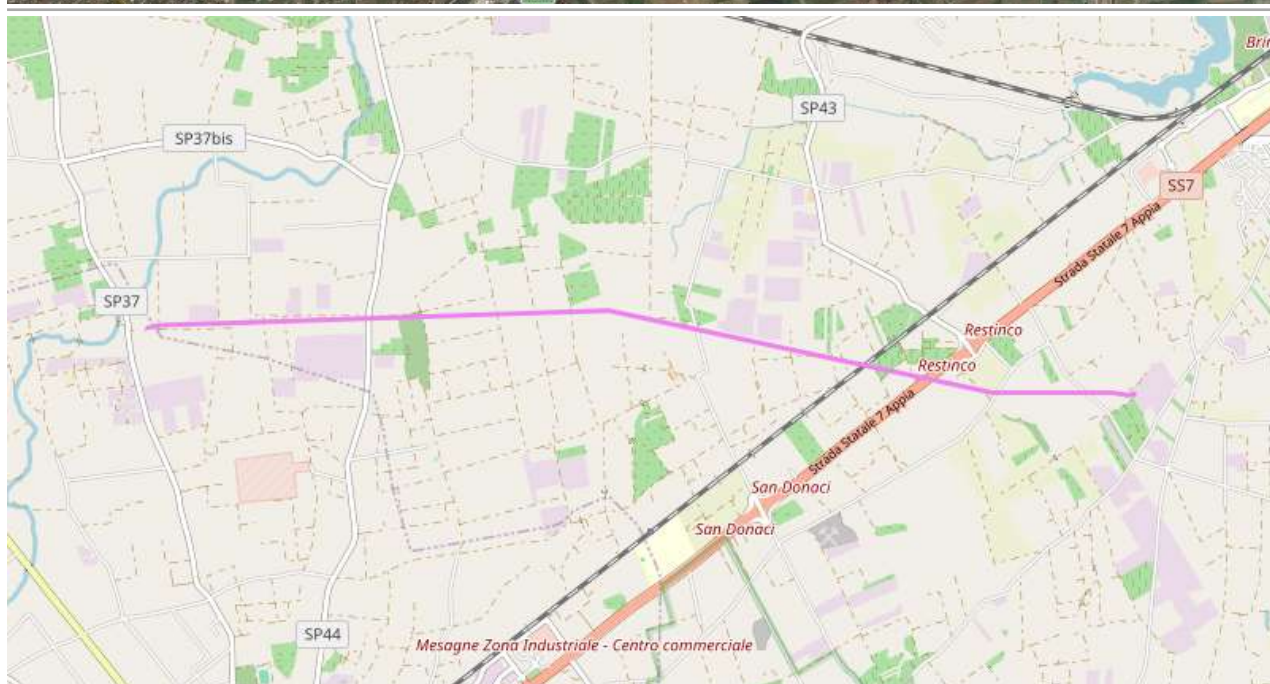 SP43
SP37bis
SS7
Strada Statale 7 Appia
SP37
Restinco
Restinco
Strada Statale 7 Appia
San Donaci
San Donaci
SP44
Mesagne Zona Industriale - Centro commerciale